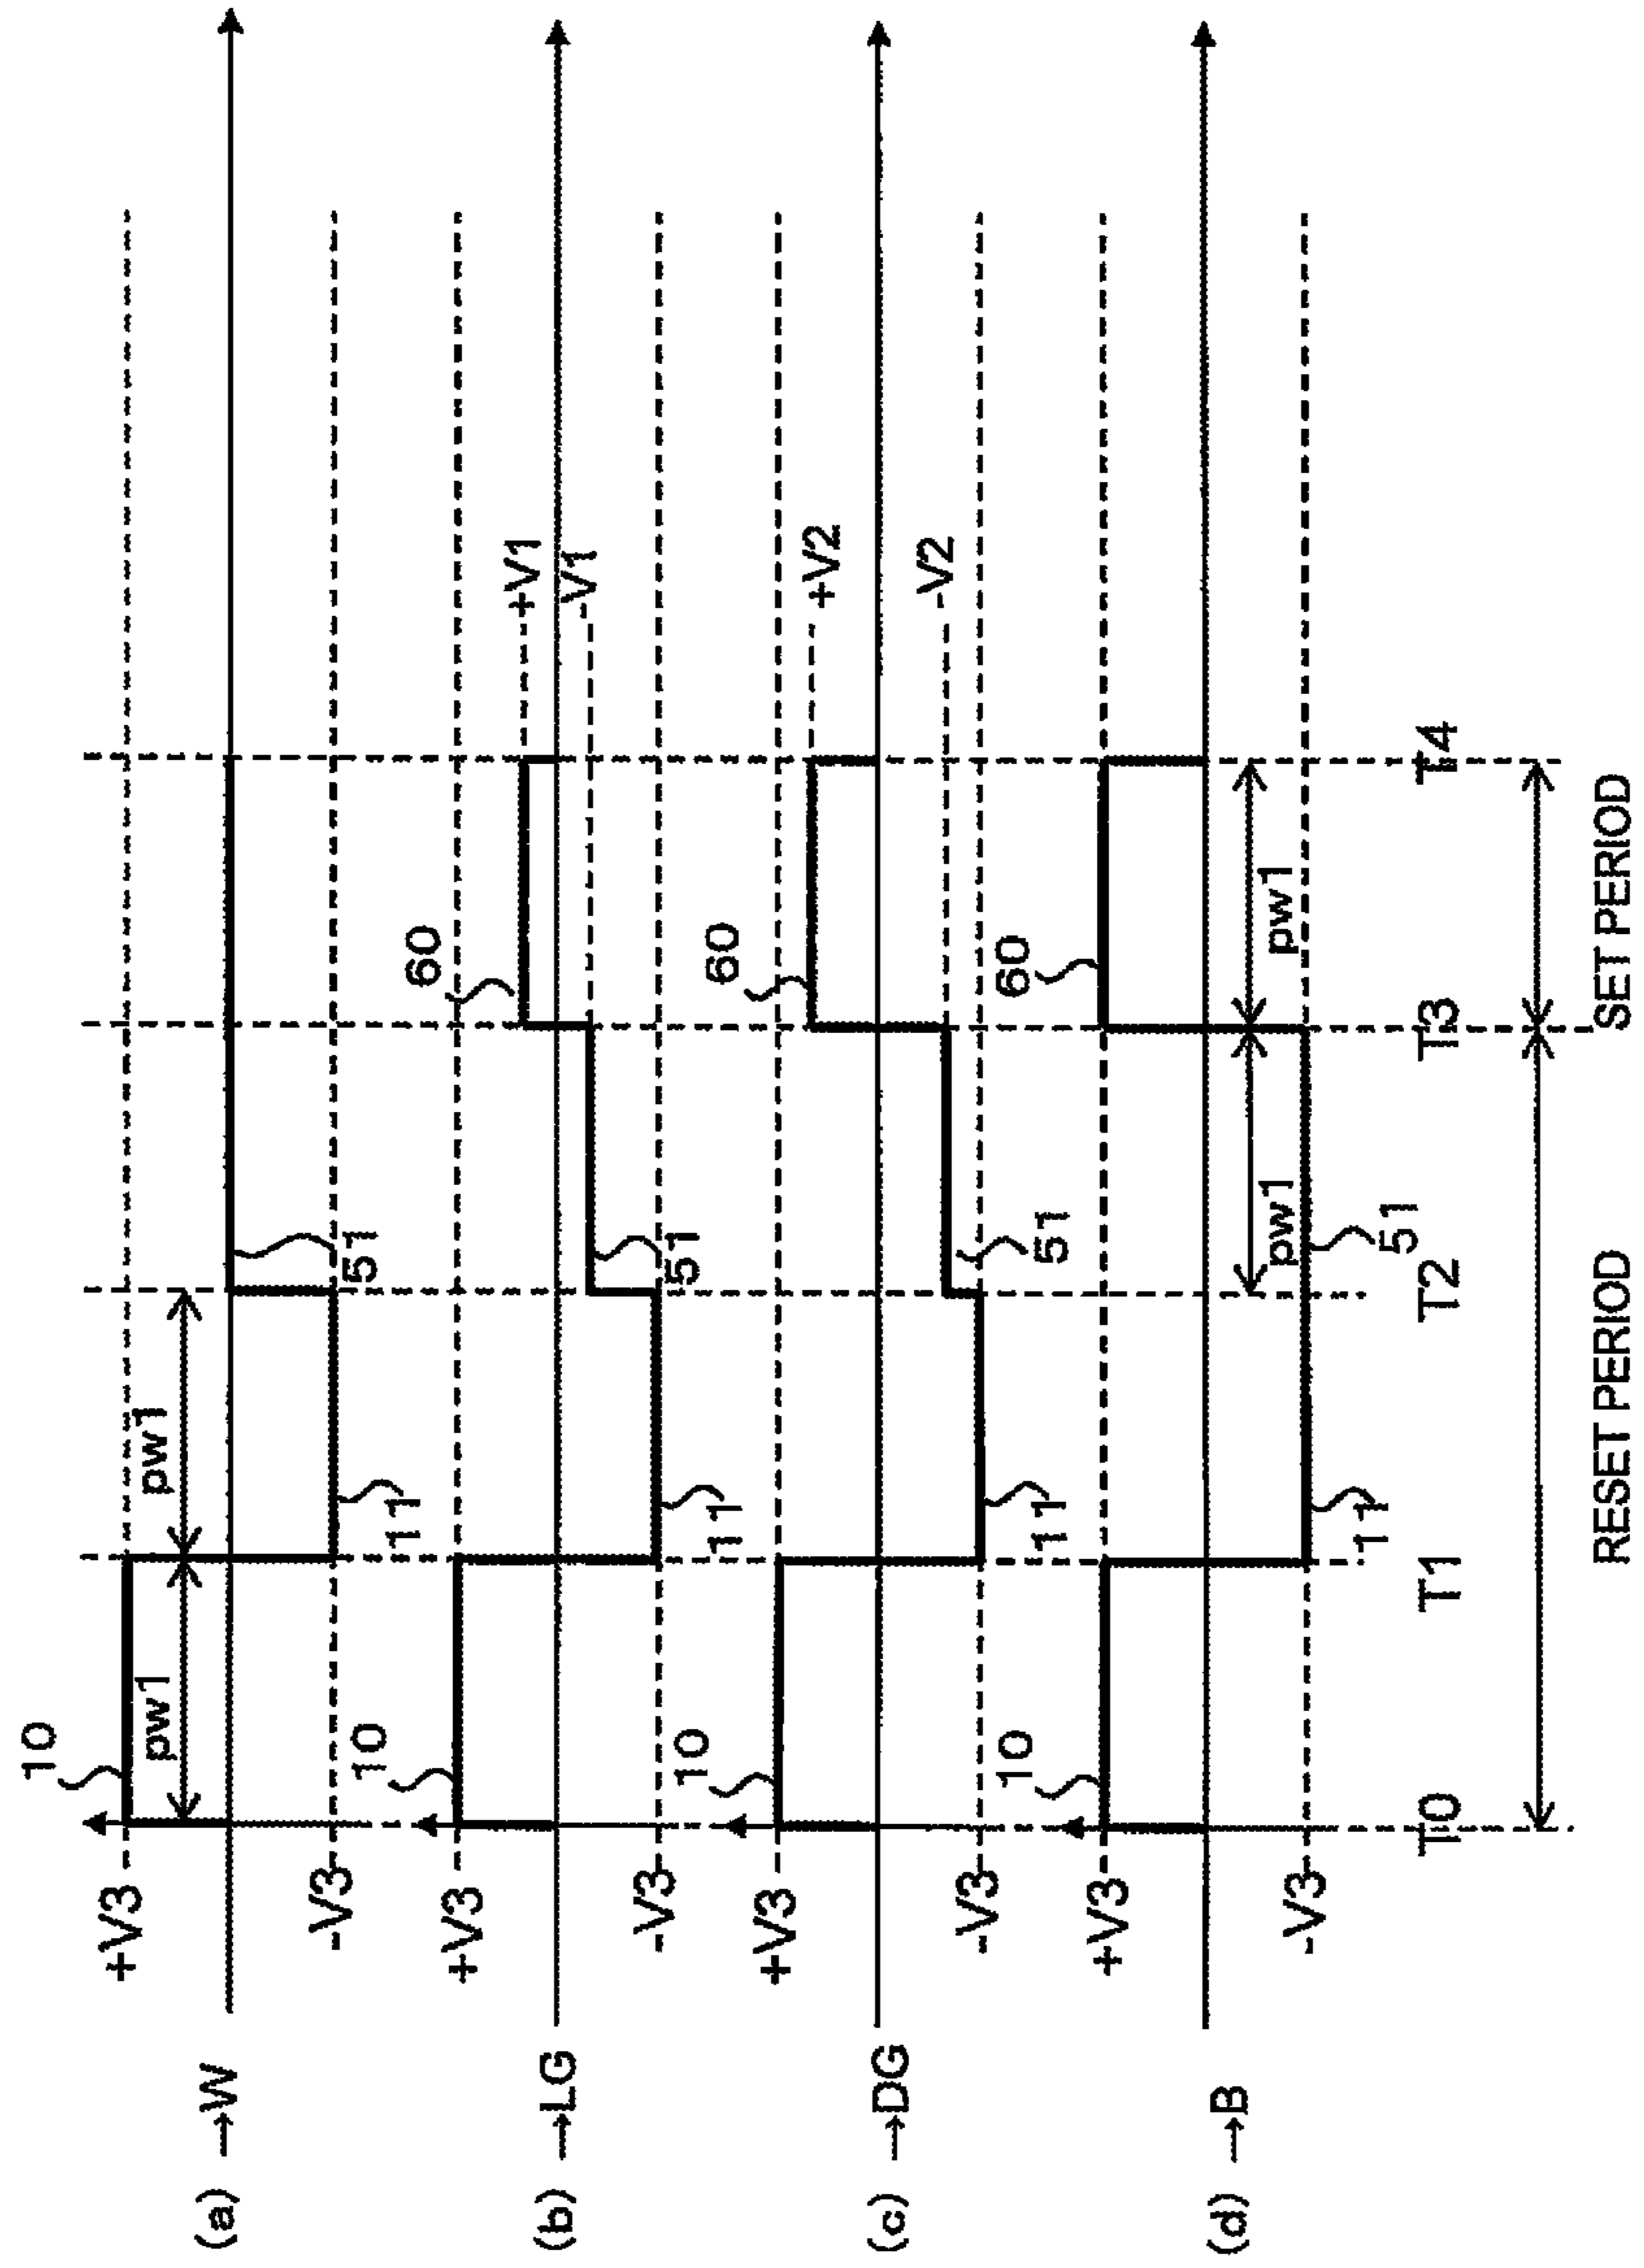 (a) →W
+V3
-V3
10
pw1
pw1
11
51
(b) →LG
+V3
-V3
10
11
51
60
+V1
-V1
(c) →DG
+V3
-V3
10
11
51
60
+V2
-V2
(d) →B
+V3
-V3
10
11
51
60
pw1
pw1
T0
T1
T2
T3
T4
RESET PERIOD
SET PERIOD